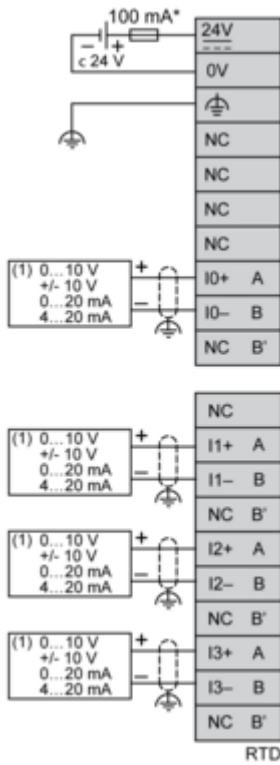 100 mA*
24V
− +
c 24 V
0V
NC
NC
NC
NC
(1) 0...10 V
+/- 10 V
0...20 mA
4...20 mA
+
I0+ A
−
I0− B
NC B'
NC
(1) 0...10 V
+/- 10 V
0...20 mA
4...20 mA
+
I1+ A
−
I1− B
NC B'
(1) 0...10 V
+/- 10 V
0...20 mA
4...20 mA
+
I2+ A
−
I2− B
NC B'
(1) 0...10 V
+/- 10 V
0...20 mA
4...20 mA
+
I3+ A
−
I3− B
NC B'
RTD